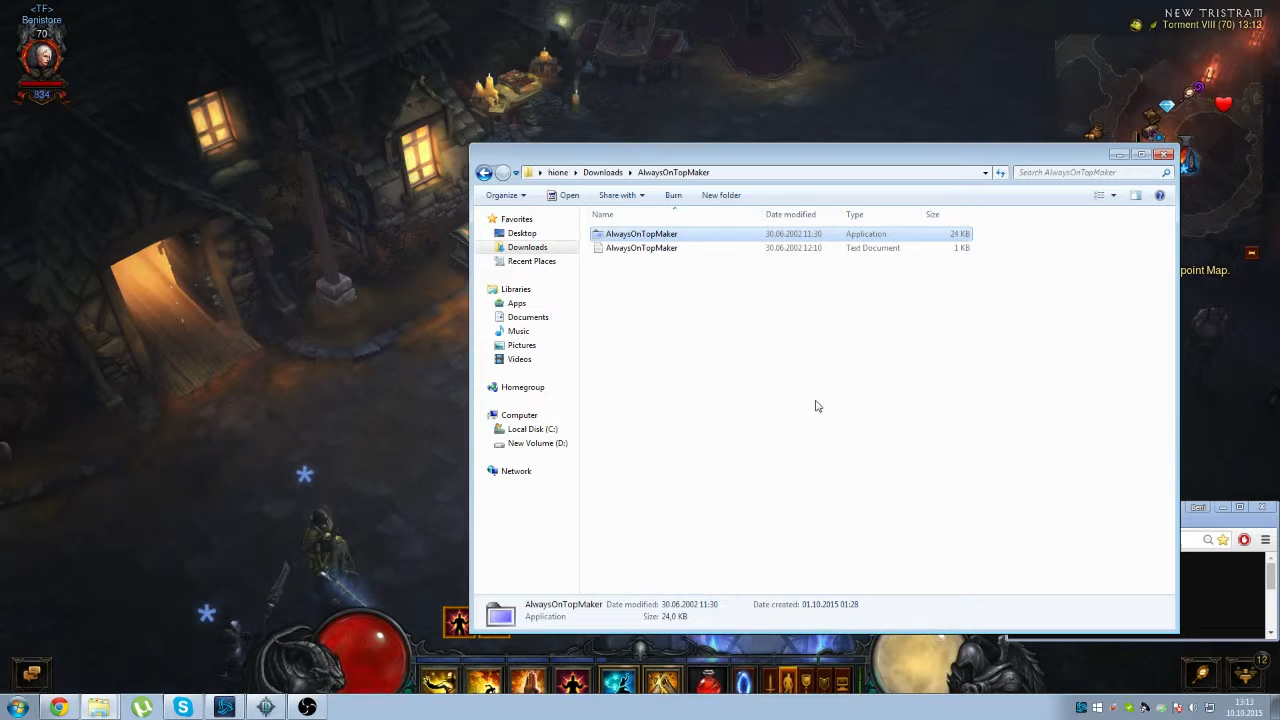 <TF>
Benistore
70
834
NEW TRISTRAM
Torment VIII (70) 13:13
hione Downloads AlwaysOnTopMaker
Search AlwaysOnTopMaker
Organize Open Share with Burn New folder
Name Date modified Type Size
AlwaysOnTopMaker 30.06.2002 11:30 Application 24 KB
AlwaysOnTopMaker 30.06.2002 12:10 Text Document 1 KB
Favorites
Desktop
Downloads
Recent Places
Libraries
Apps
Documents
Music
Pictures
Videos
Homegroup
Computer
Local Disk (C:)
New Volume (D:)
Network
point Map.
Beni
AlwaysOnTopMaker Date modified: 30.06.2002 11:30 Date created: 01.10.2015 01:28
Application Size: 24,0 KB
12
13:13
10.10.2015